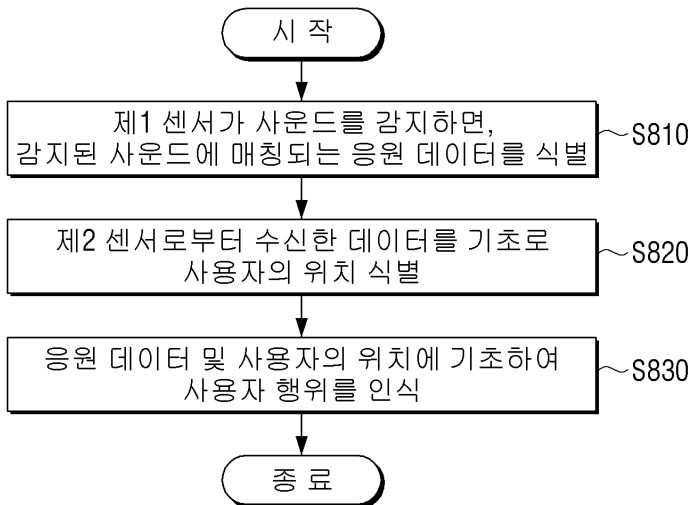 시 작
제1 센서가 사운드를 감지하면,
감지된 사운드에 매칭되는 응원 데이터를 식별
S810
제2 센서로부터 수신한 데이터를 기초로
사용자의 위치 식별
S820
응원 데이터 및 사용자의 위치에 기초하여
사용자 행위를 인식
S830
종 료